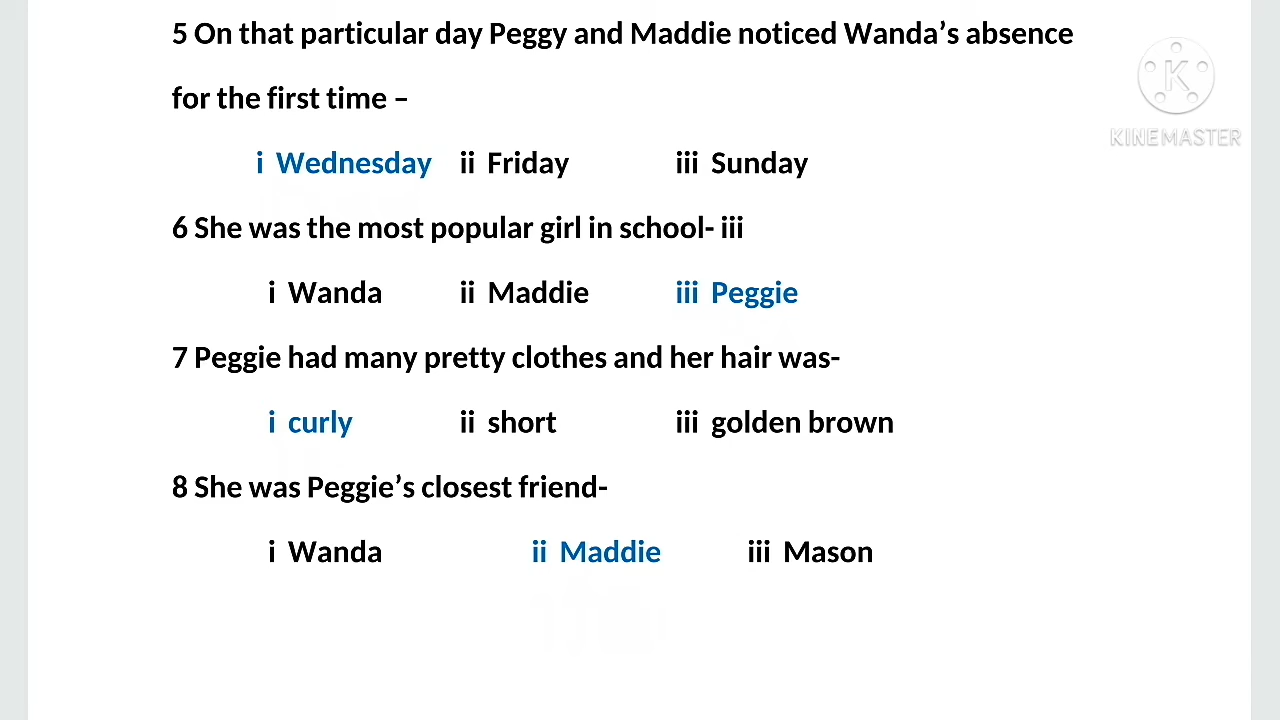 5 On that particular day Peggy and Maddie noticed Wanda’s absence
for the first time –
i Wednesday ii Friday iii Sunday
6 She was the most popular girl in school- iii
i Wanda ii Maddie iii Peggie
7 Peggie had many pretty clothes and her hair was-
i curly ii short iii golden brown
8 She was Peggie’s closest friend-
i Wanda ii Maddie iii Mason
K
KINEMASTER